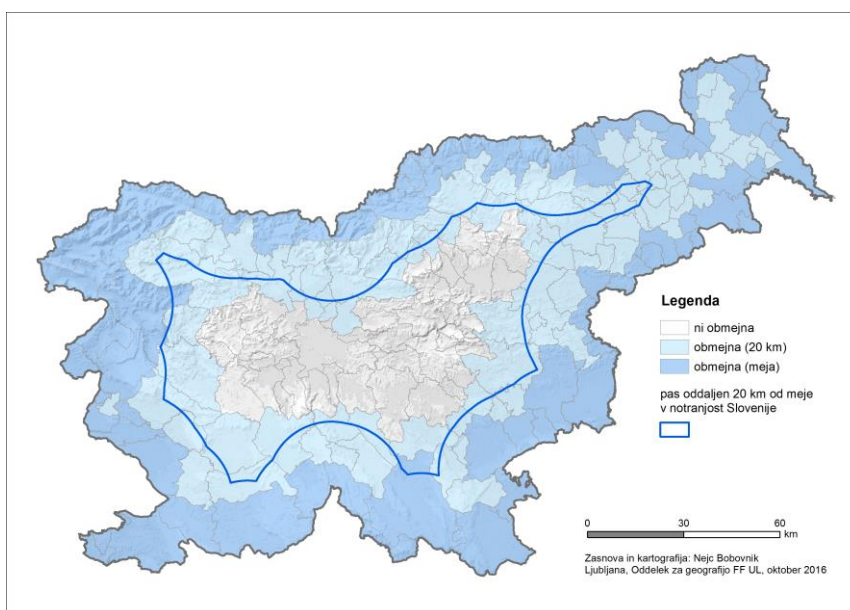 Legenda
ni obmejna
obmejna (20 km)
obmejna (meja)
pas oddaljen 20 km od meje
v notranjost Slovenije
0 30 60
km
Zasnova in kartografija: Nejc Bobovnik
Ljubljana, Oddelek za geografijo FF UL, oktober 2016